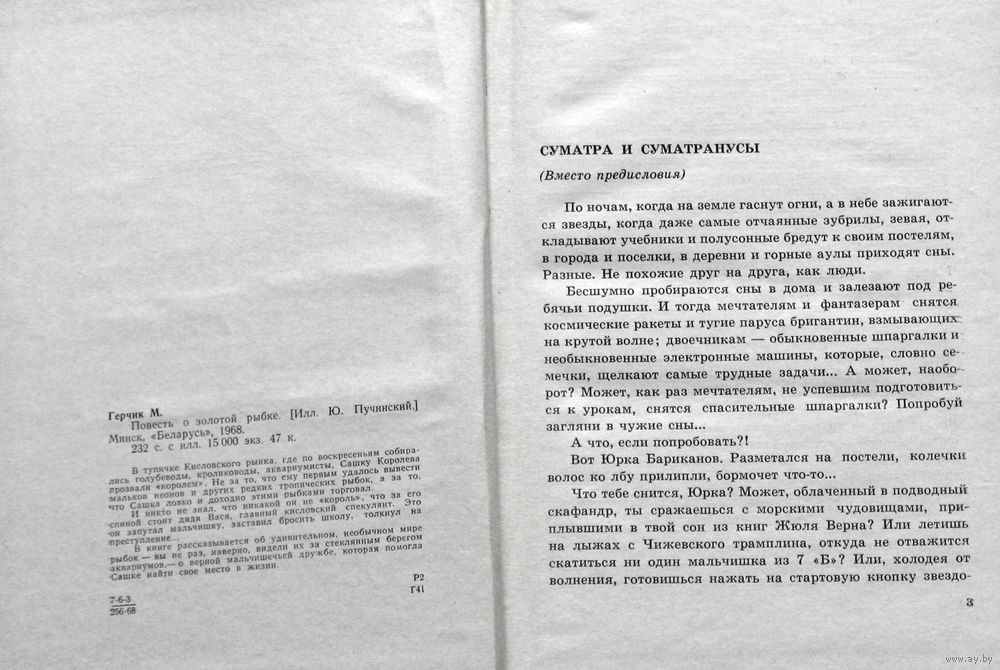 Герчик М.
Повесть о золотой рыбке. [Илл. Ю. Пучинский.]
Минск, «Беларусь», 1968.
232 с. с илл. 15 000 экз. 47 к.
В тупичке Кисловского рынка, где по воскресеньям собира-
лись голубеводы, кролиководы, аквариумисты, Сашку Королева
прозвали «королем». Не за то, что ему первым удалось вывести
мальков неонов и других редких тропических рыбок, а за то,
что Сашка ловко и доходно этими рыбками торговал.
И никто не знал, что никакой он не «король», что за его
спиной стоит дядя Вася, главный кисловский спекулянт. Это
он запутал мальчишку, заставил бросить школу, толкнул на
преступление...
В книге рассказывается об удивительном, необычном мире
рыбок — вы не раз, наверно, видели их за стеклянным берегом
аквариумов,— о верной мальчишечьей дружбе, которая помогла
Сашке найти свое место в жизни.
7-6-3
256-68
Р2
Г41
СУМАТРА И СУМАТРАНУСЫ
(Вместо предисловия)
По ночам, когда на земле гаснут огни, а в небе зажигают-
ся звезды, когда даже самые отчаянные зубрилы, зевая, от-
кладывают учебники и полусонные бредут к своим постелям,
в города и поселки, в деревни и горные аулы приходят сны.
Разные. Не похожие друг на друга, как люди.
Бесшумно пробираются сны в дома и залезают под ре-
бячьи подушки. И тогда мечтателям и фантазерам снятся
космические ракеты и тугие паруса бригантин, взмывающих
на крутой волне; двоечникам — обыкновенные шпаргалки и
необыкновенные электронные машины, которые, словно се-
мечки, щелкают самые трудные задачи... А может, наобо-
рот? Может, как раз мечтателям, не успевшим подготовить-
ся к урокам, снятся спасительные шпаргалки? Попробуй
загляни в чужие сны...
А что, если попробовать?!
Вот Юрка Бариканов. Разметался на постели, колечки
волос ко лбу прилипли, бормочет что-то...
Что тебе снится, Юрка? Может, облаченный в подводный
скафандр, ты сражаешься с морскими чудовищами, при-
плывшими в твой сон из книг Жюля Верна? Или летишь
на лыжах с Чижевского трамплина, откуда не отважится
скатиться ни один мальчишка из 7 «Б»? Или, холодея от
волнения, готовишься нажать на стартовую кнопку звездо-
3
www.ay.by